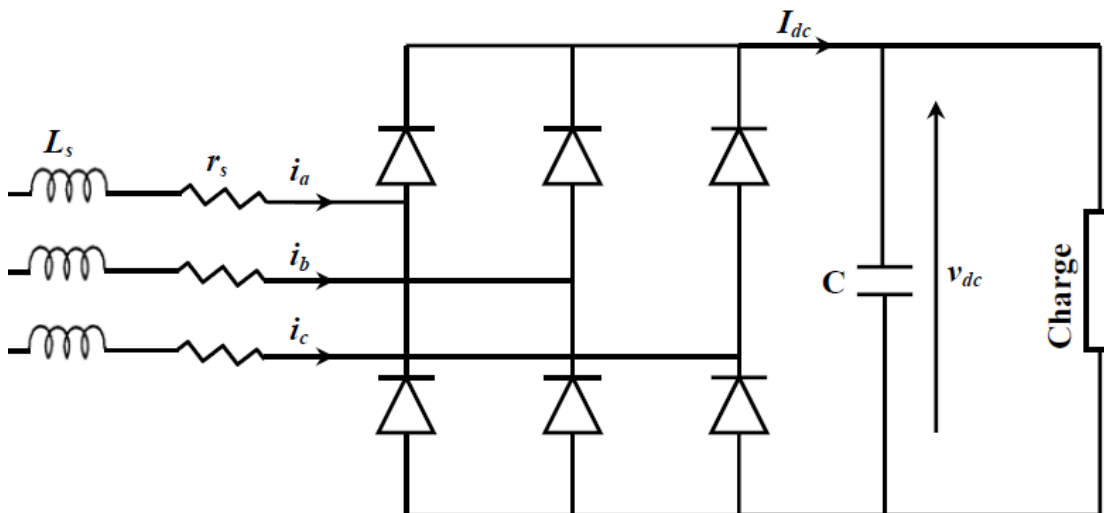 I_dc
L_s
r_s
i_a
i_b
i_c
C
v_dc
Charge